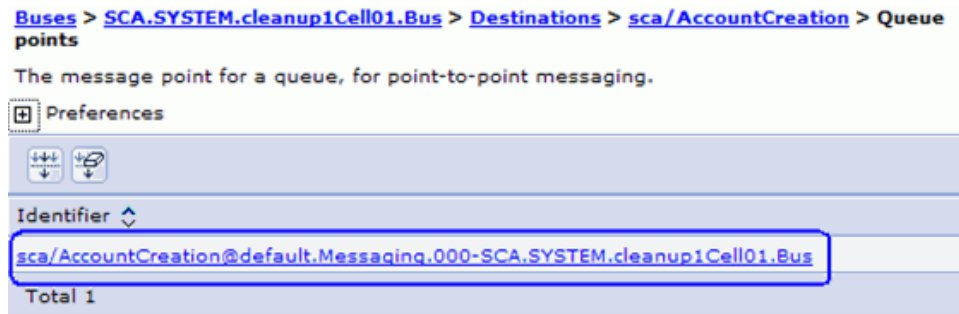 Buses > SCA.SYSTEM.cleanup1Cell01.Bus > Destinations > sca/AccountCreation > Queue
points
The message point for a queue, for point-to-point messaging.
Preferences
Identifier
sca/AccountCreation@default.Messaging.000-SCA.SYSTEM.cleanup1Cell01.Bus
Total 1